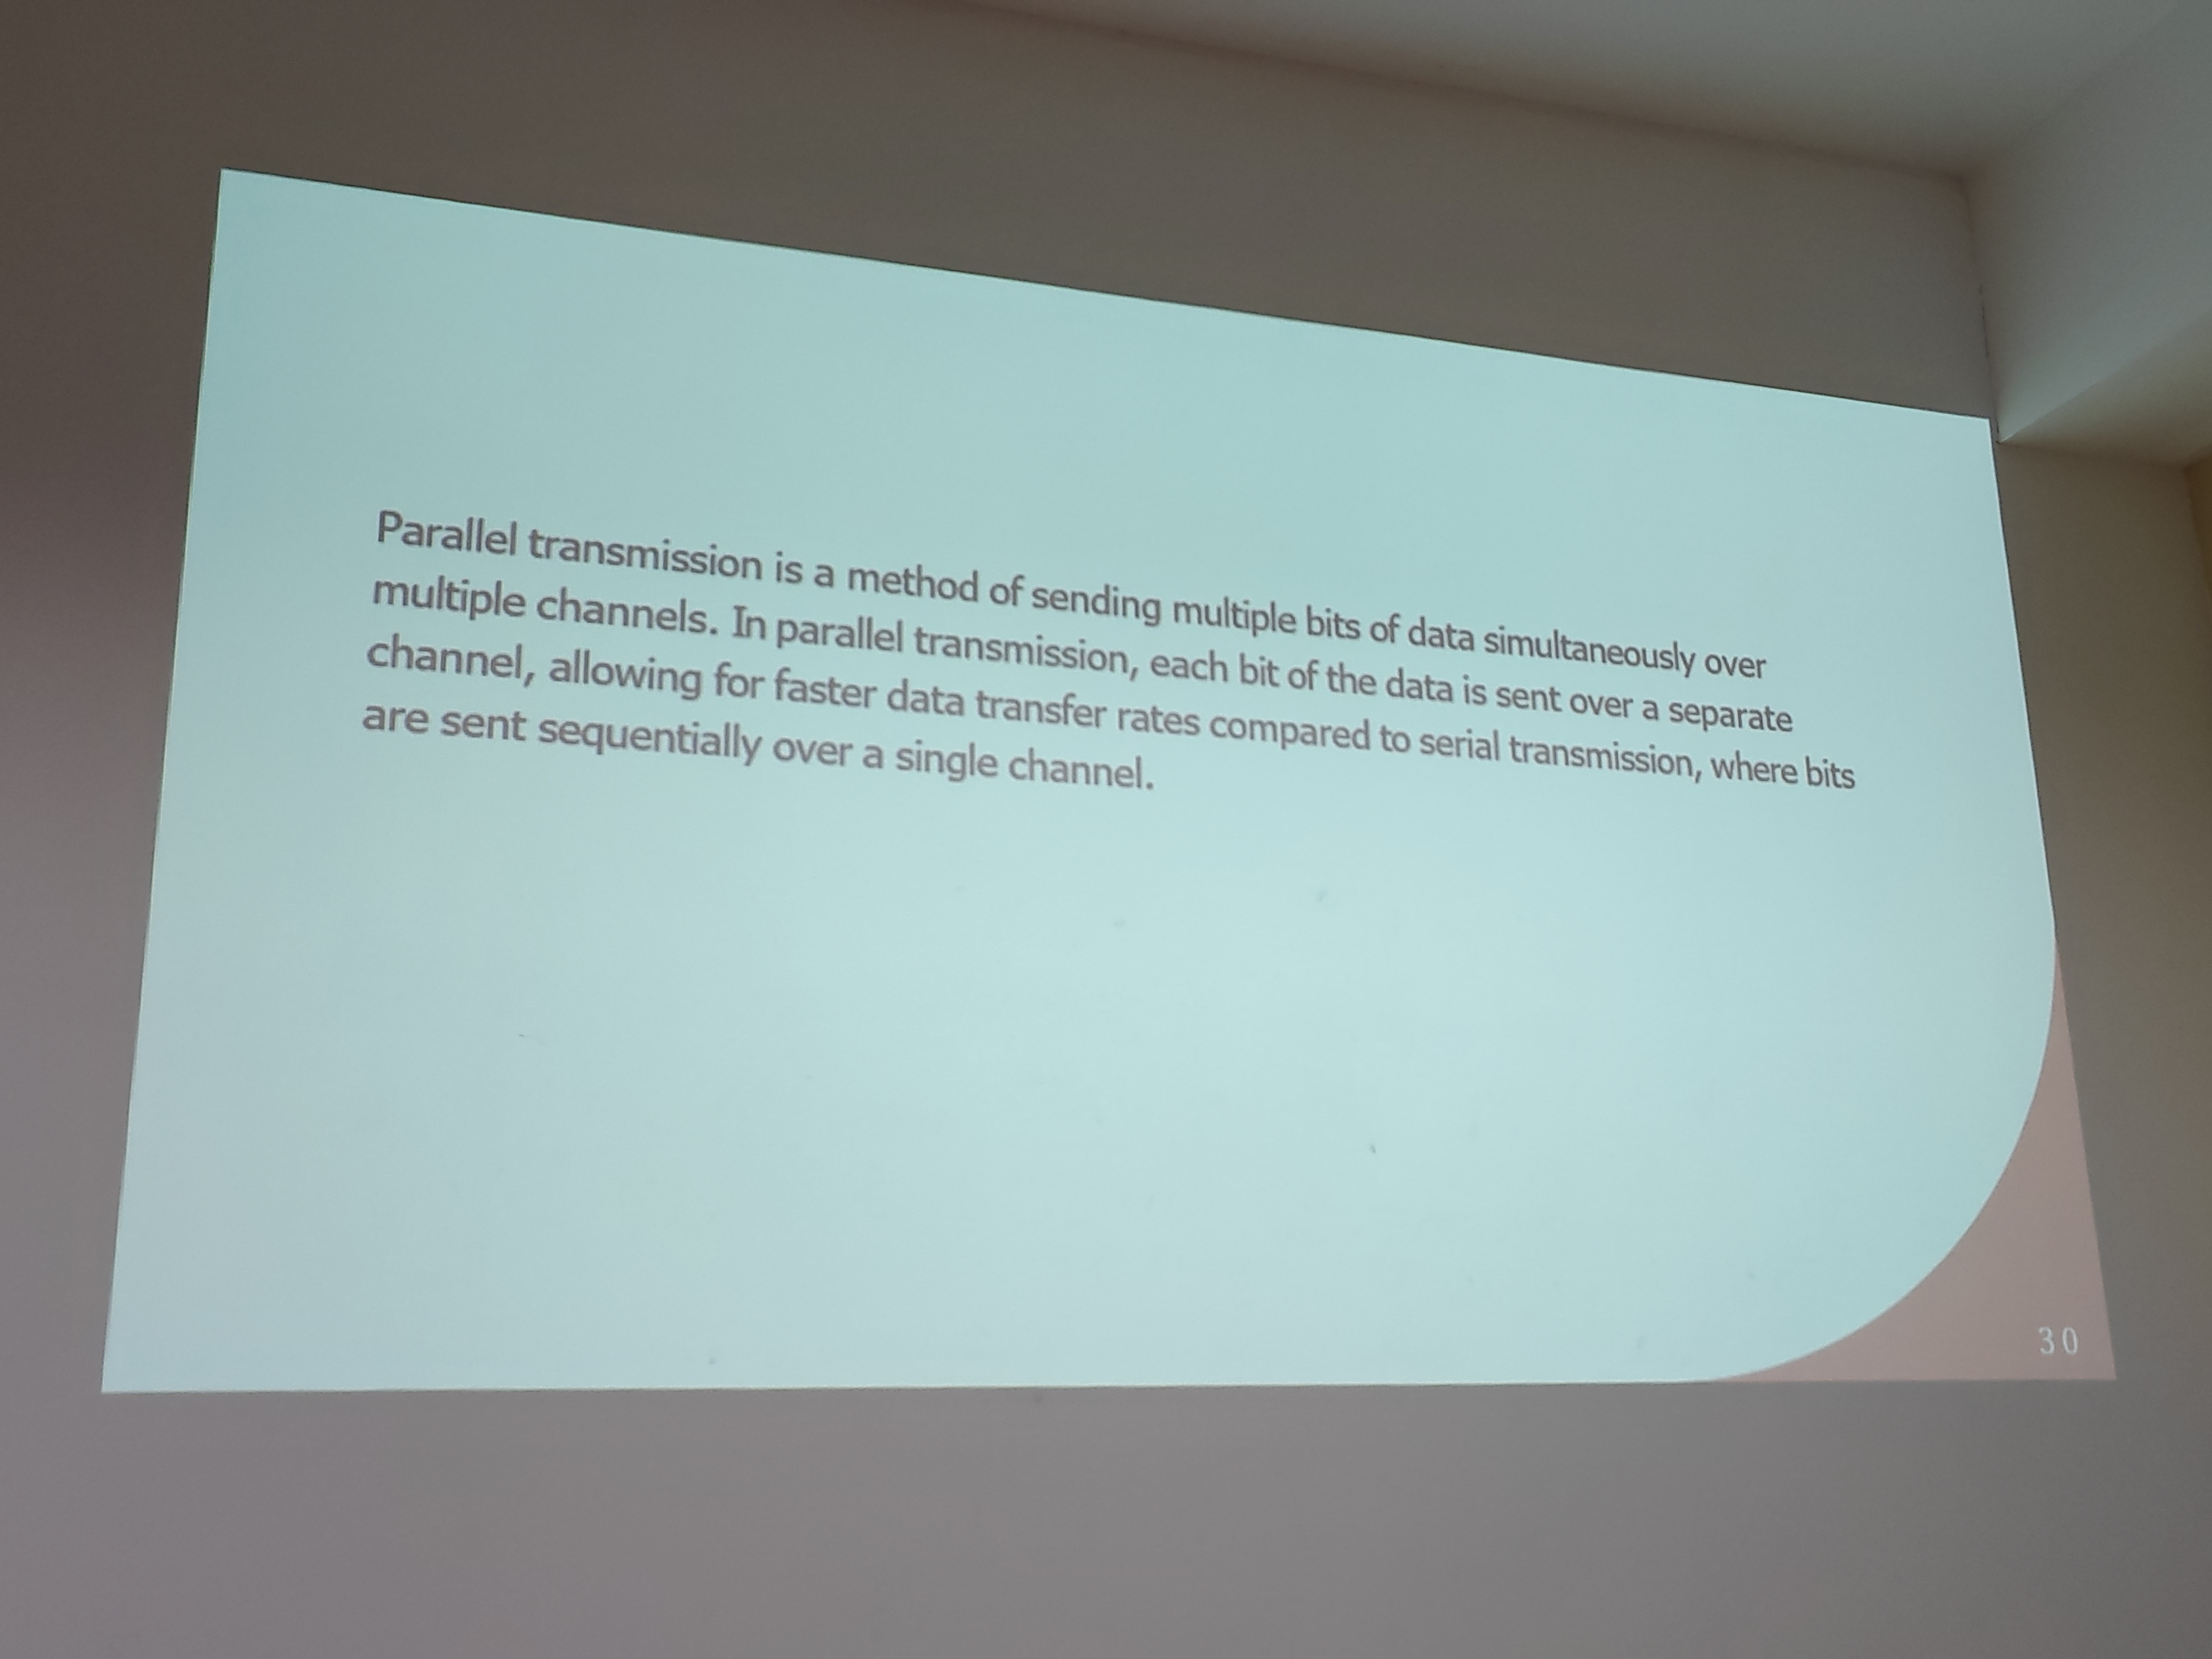 Parallel transmission is a method of sending multiple bits of data simultaneously over
multiple channels. In parallel transmission, each bit of the data is sent over a separate
channel, allowing for faster data transfer rates compared to serial transmission, where bits
are sent sequentially over a single channel.
30